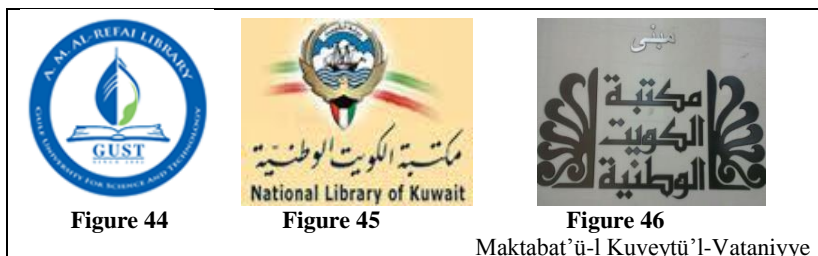 A. M. AL-REFAI LIBRARY
GUST
GULF UNIVERSITY FOR SCIENCE AND TECHNOLOGY
مكتبة الكويت الوطنية
National Library of Kuwait
مبنى
مكتبة
الكويت
الوطنية
Figure 44 Figure 45 Figure 46
Maktabat’ü-l Kuveytü’l-Vataniyye